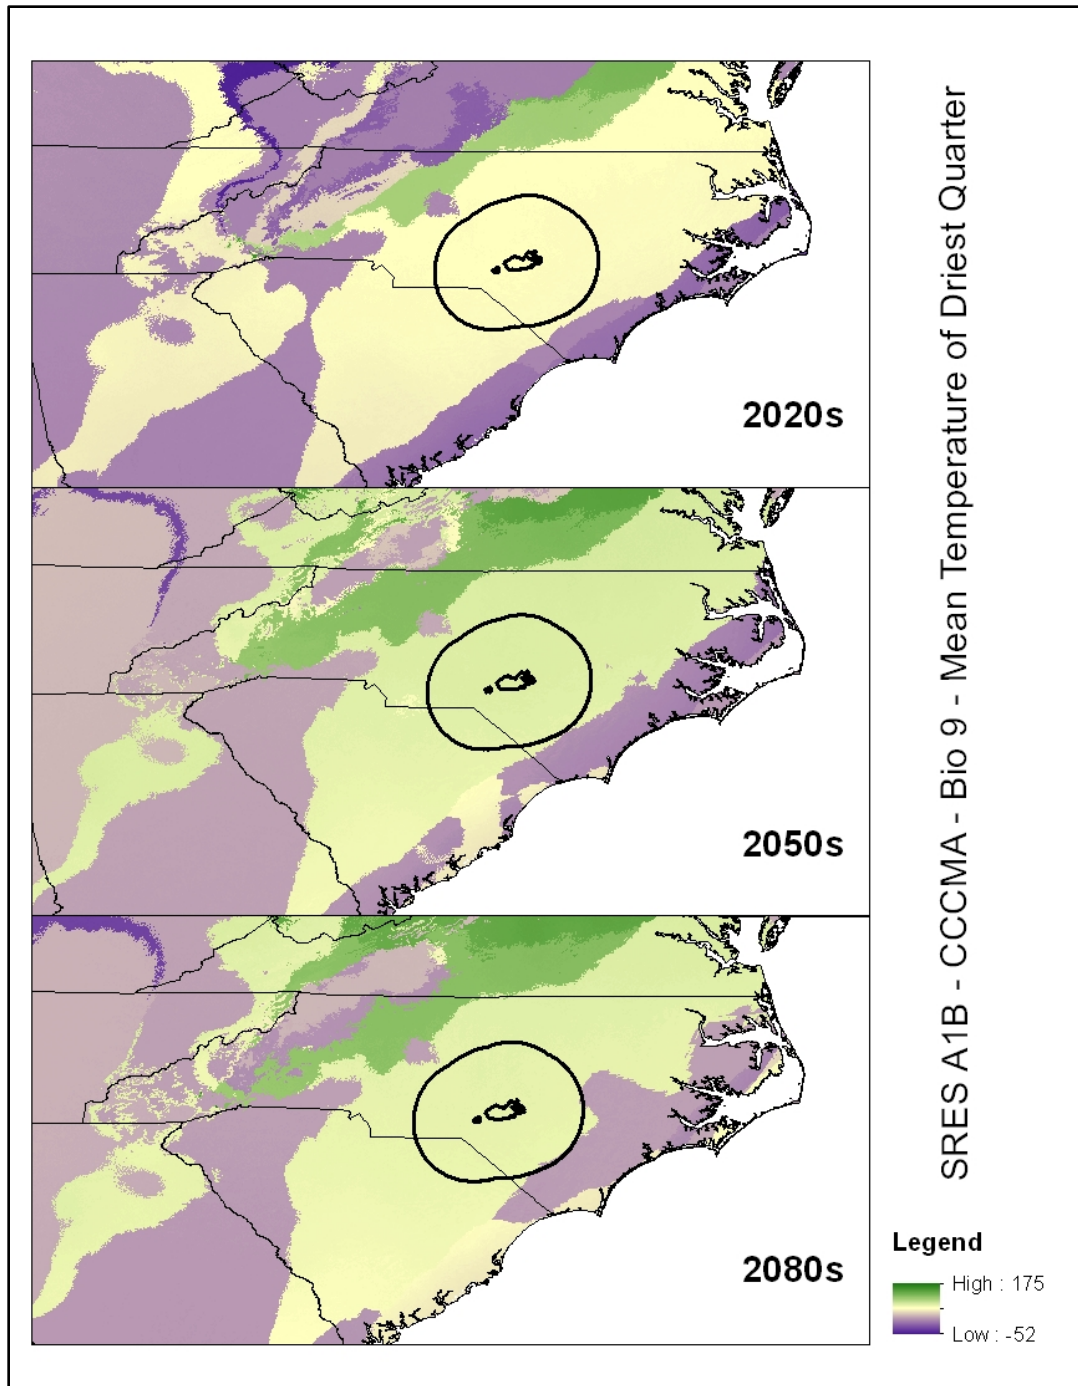 2020s
2050s
2080s
SRES A1B - CCCMA - Bio 9 - Mean Temperature of Driest Quarter
Legend
High : 175
Low : -52